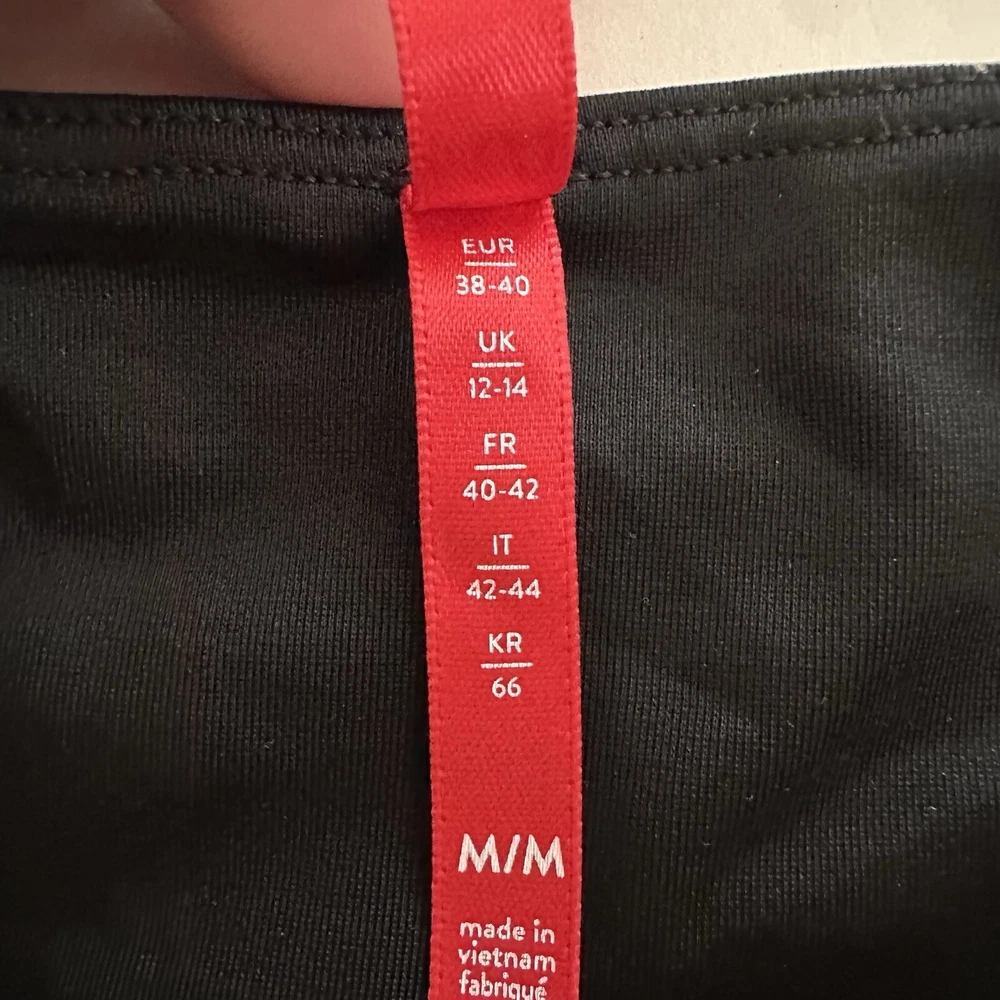 EUR
38-40
UK
12-14
FR
40-42
IT
42-44
KR
66
M/M
made in
vietnam
fabriqué